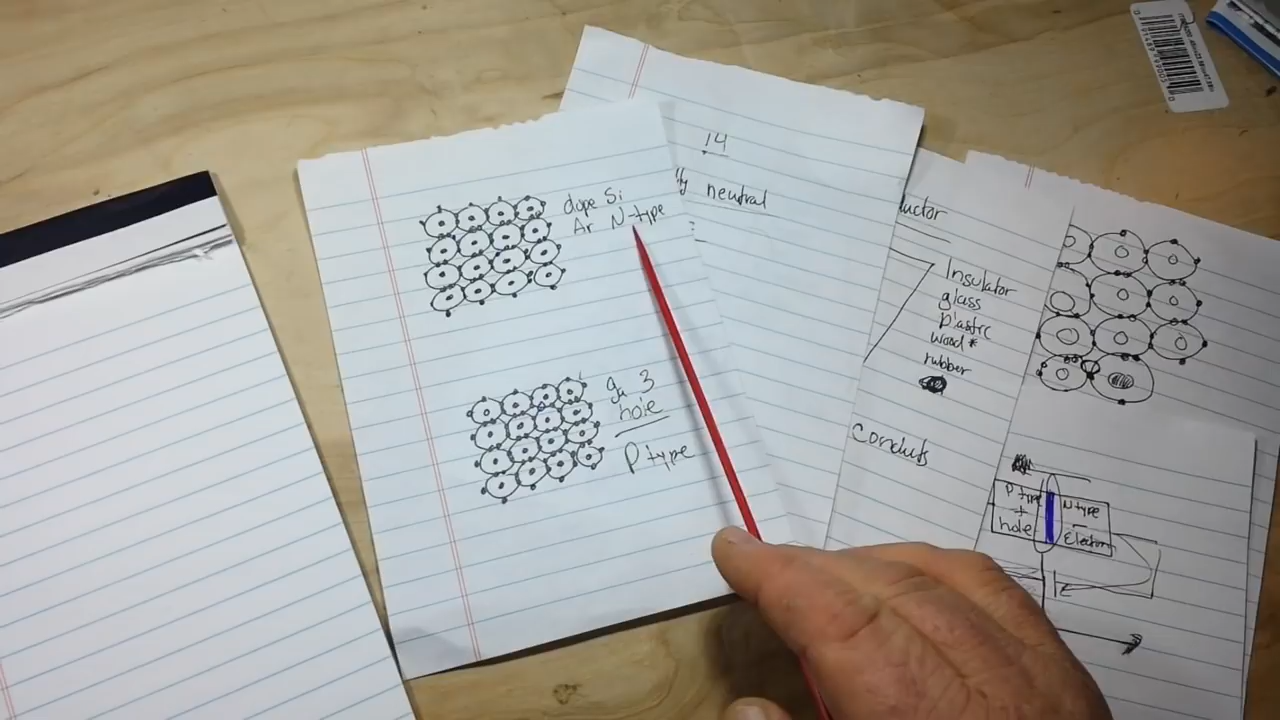 dope Si
Ar N-type
ga 3
hole
P type
14
neutral
Insulator
glass
plastic
wood*
rubber
Conducts
P type
+
hole
N type
-
Electron